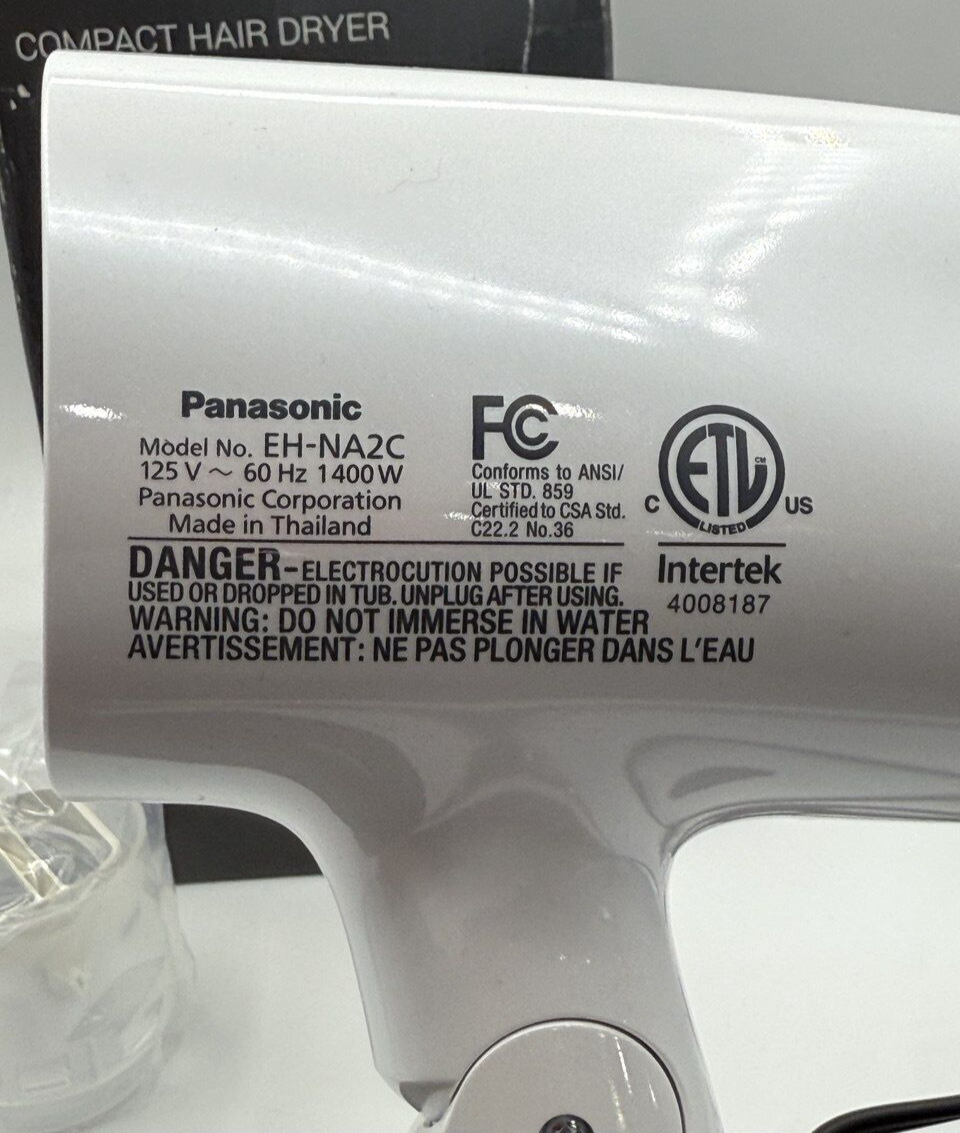 COMPACT HAIR DRYER
Panasonic
Model No. EH-NA2C
125 V ~ 60 Hz 1400 W
Panasonic Corporation
Made in Thailand
FC
Conforms to ANSI/
UL STD. 859
Certified to CSA Std.
C22.2 No.36
C ETL CM US
LISTED
Intertek
4008187
DANGER-ELECTROCUTION POSSIBLE IF
USED OR DROPPED IN TUB. UNPLUG AFTER USING.
WARNING: DO NOT IMMERSE IN WATER
AVERTISSEMENT: NE PAS PLONGER DANS L'EAU